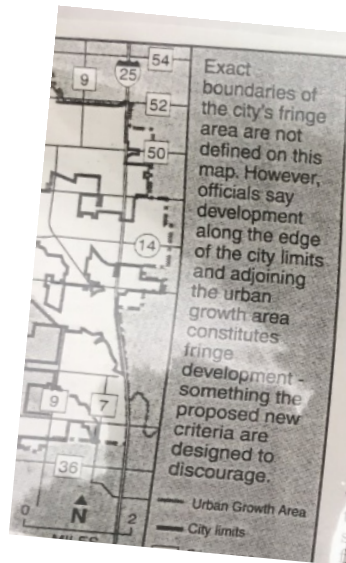 54
9
25
52
50
14
9
7
36
0
N
2
MILES
Exact
boundaries of
the city's fringe
area are not
defined on this
map. However,
officials say
development
along the edge
of the city limits
and adjoining
the urban
growth area
constitutes
fringe
development -
something the
proposed new
criteria are
designed to
discourage.
Urban Growth Area
City limits